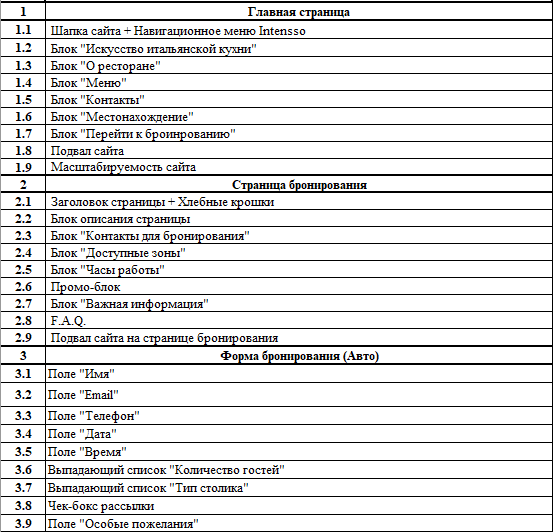 1 Главная страница
1.1 Шапка сайта + Навигационное меню Intensso
1.2 Блок "Искусство итальянской кухни"
1.3 Блок "О ресторане"
1.4 Блок "Меню"
1.5 Блок "Контакты"
1.6 Блок "Местонахождение"
1.7 Блок "Перейти к броинрованию"
1.8 Подвал сайта
1.9 Масштабируемость сайта
2 Страница бронирования
2.1 Заголовок страницы + Хлебные крошки
2.2 Блок описания страницы
2.3 Блок "Контакты для бронирования"
2.4 Блок "Доступные зоны"
2.5 Блок "Часы работы"
2.6 Промо-блок
2.7 Блок "Важная информация"
2.8 F.A.Q.
2.9 Подвал сайта на странице бронирования
3 Форма бронирования (Авто)
3.1 Поле "Имя"
3.2 Поле "Email"
3.3 Поле "Телефон"
3.4 Поле "Дата"
3.5 Поле "Время"
3.6 Выпадающий список "Количество гостей"
3.7 Выпадающий список "Тип столика"
3.8 Чек-бокс рассылки
3.9 Поле "Особые пожелания"